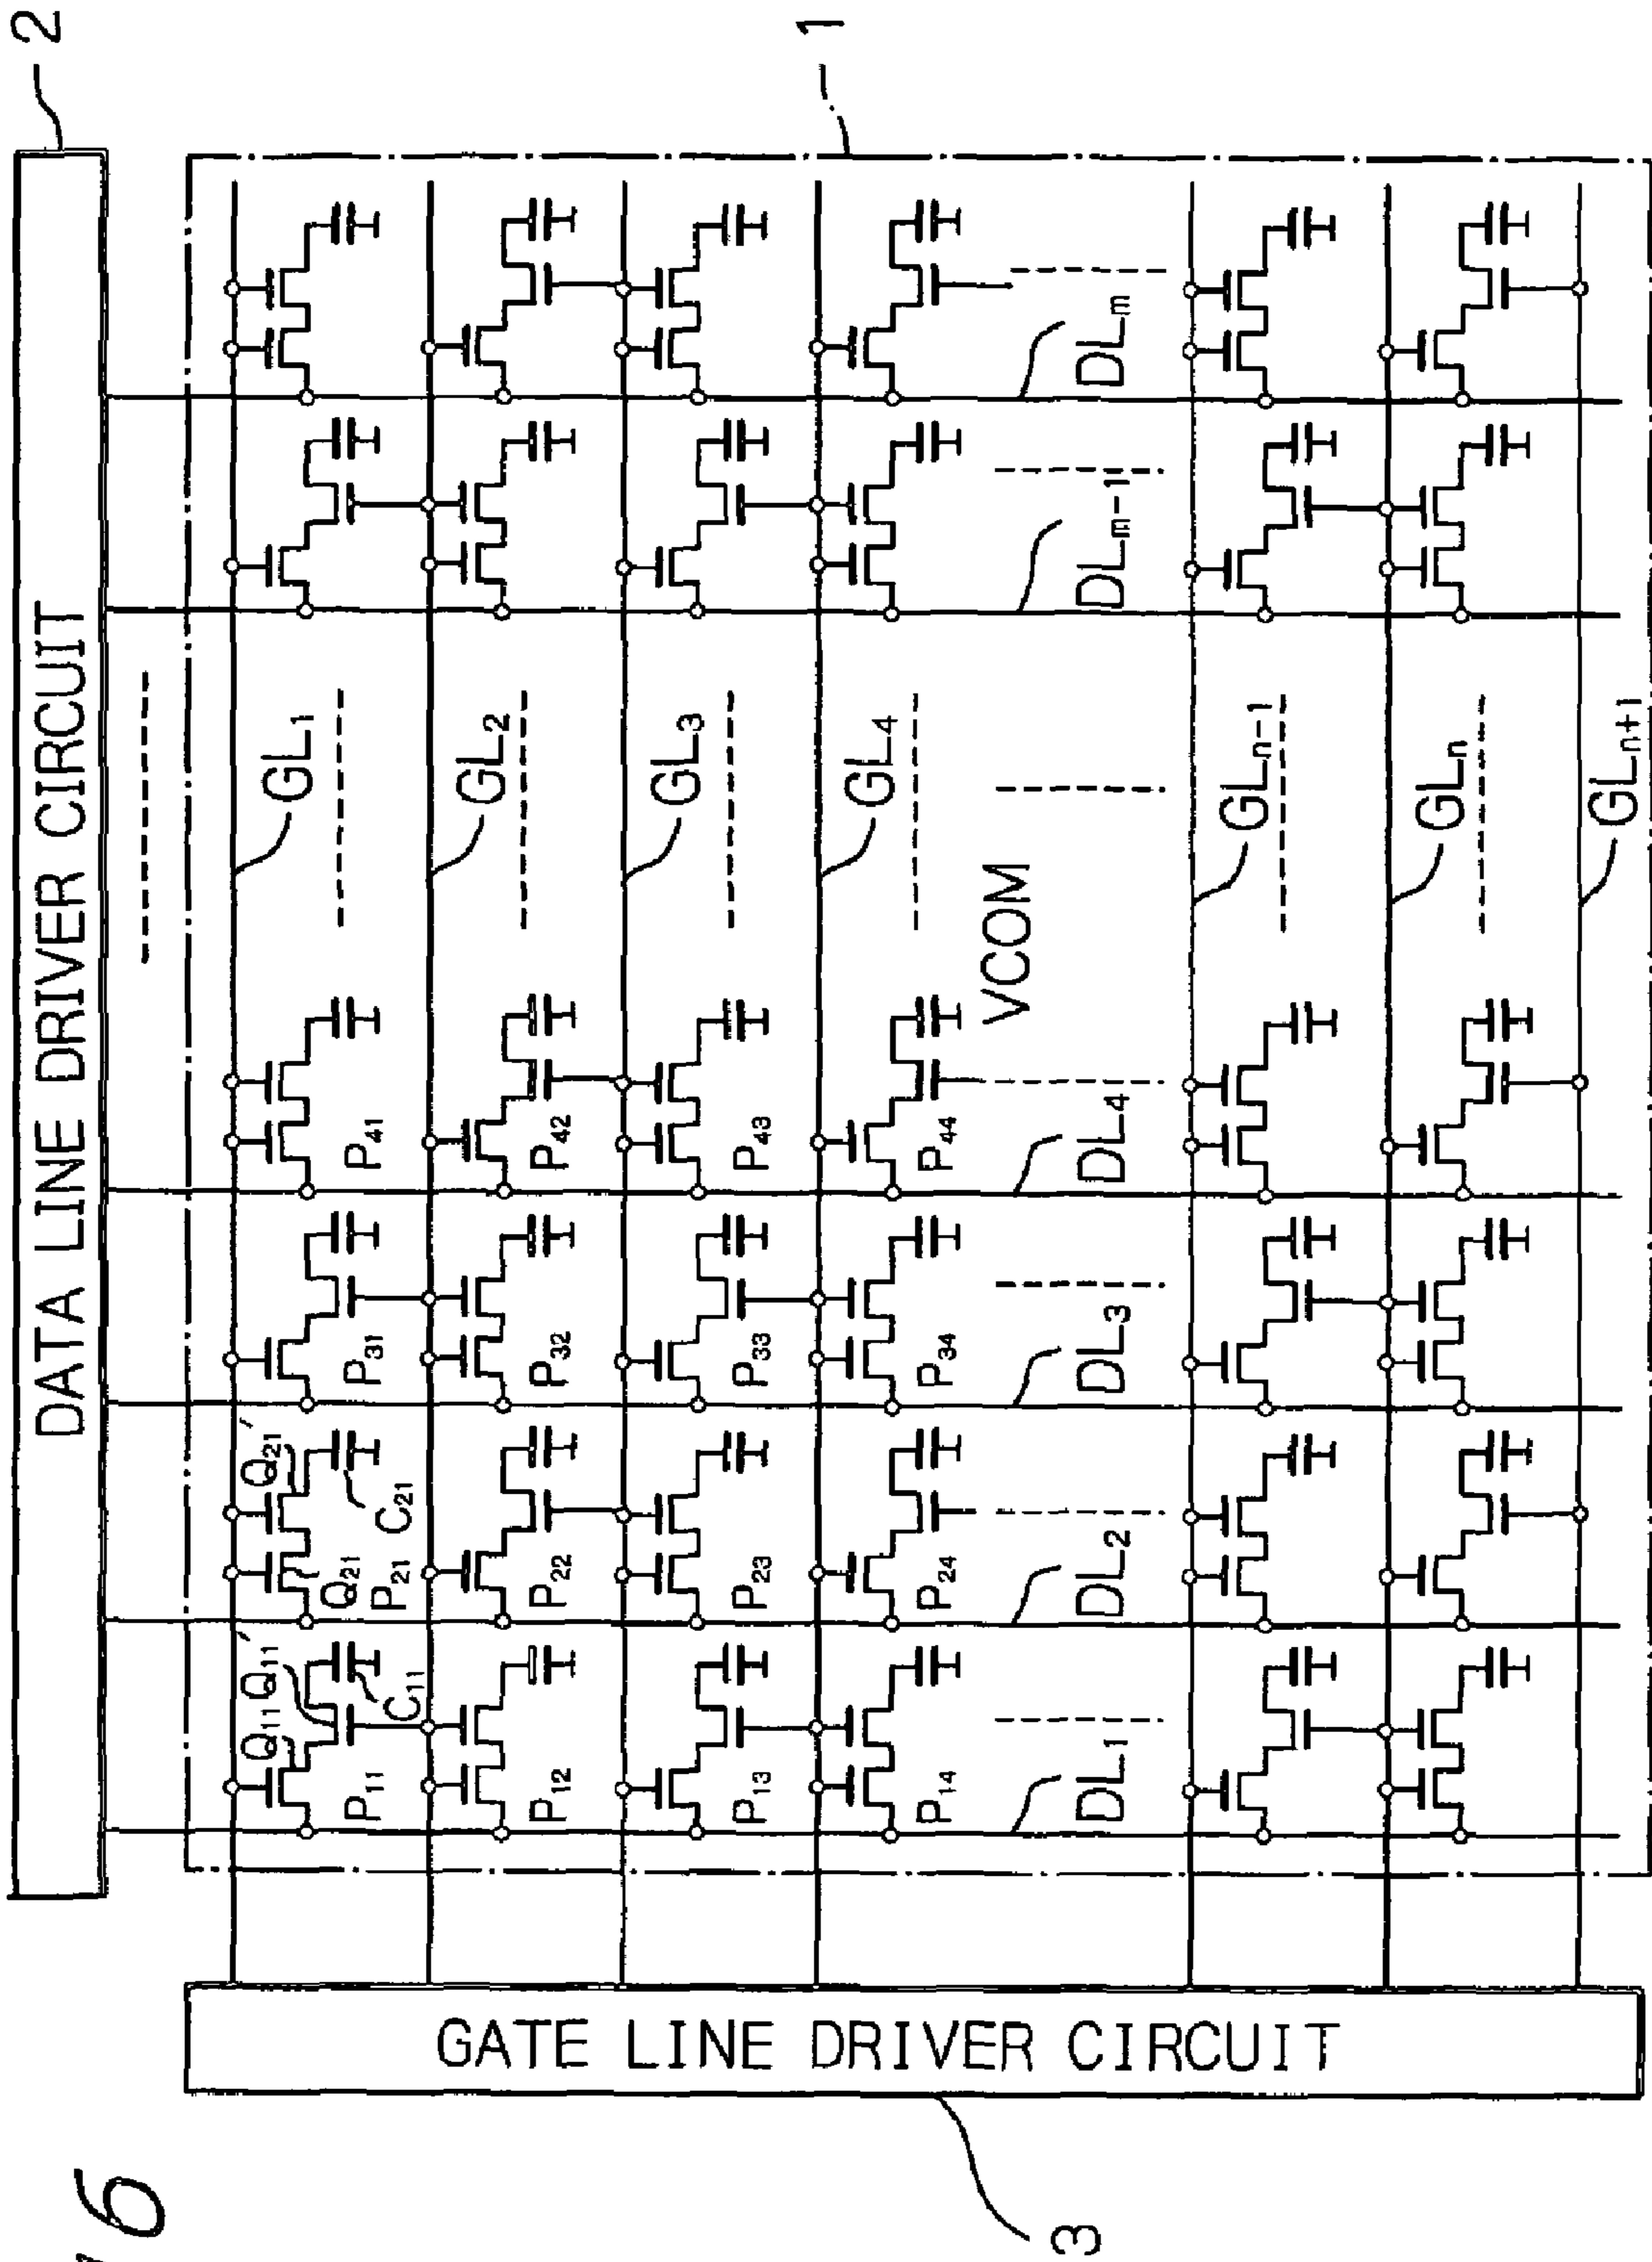 6
DATA LINE DRIVER CIRCUIT
2
1
Q11 Q11′
C11
P11
Q21 Q21′
C21
P21
P31
P41
GL1
P12
P22
P32
P42
GL2
P13
P23
P33
P43
GL3
P14
P24
P34
P44
GL4
VCOM
DL1
DL2
DL3
DL4
DLm-1
DLm
GLn-1
GLn
GLn+1
GATE LINE DRIVER CIRCUIT
3